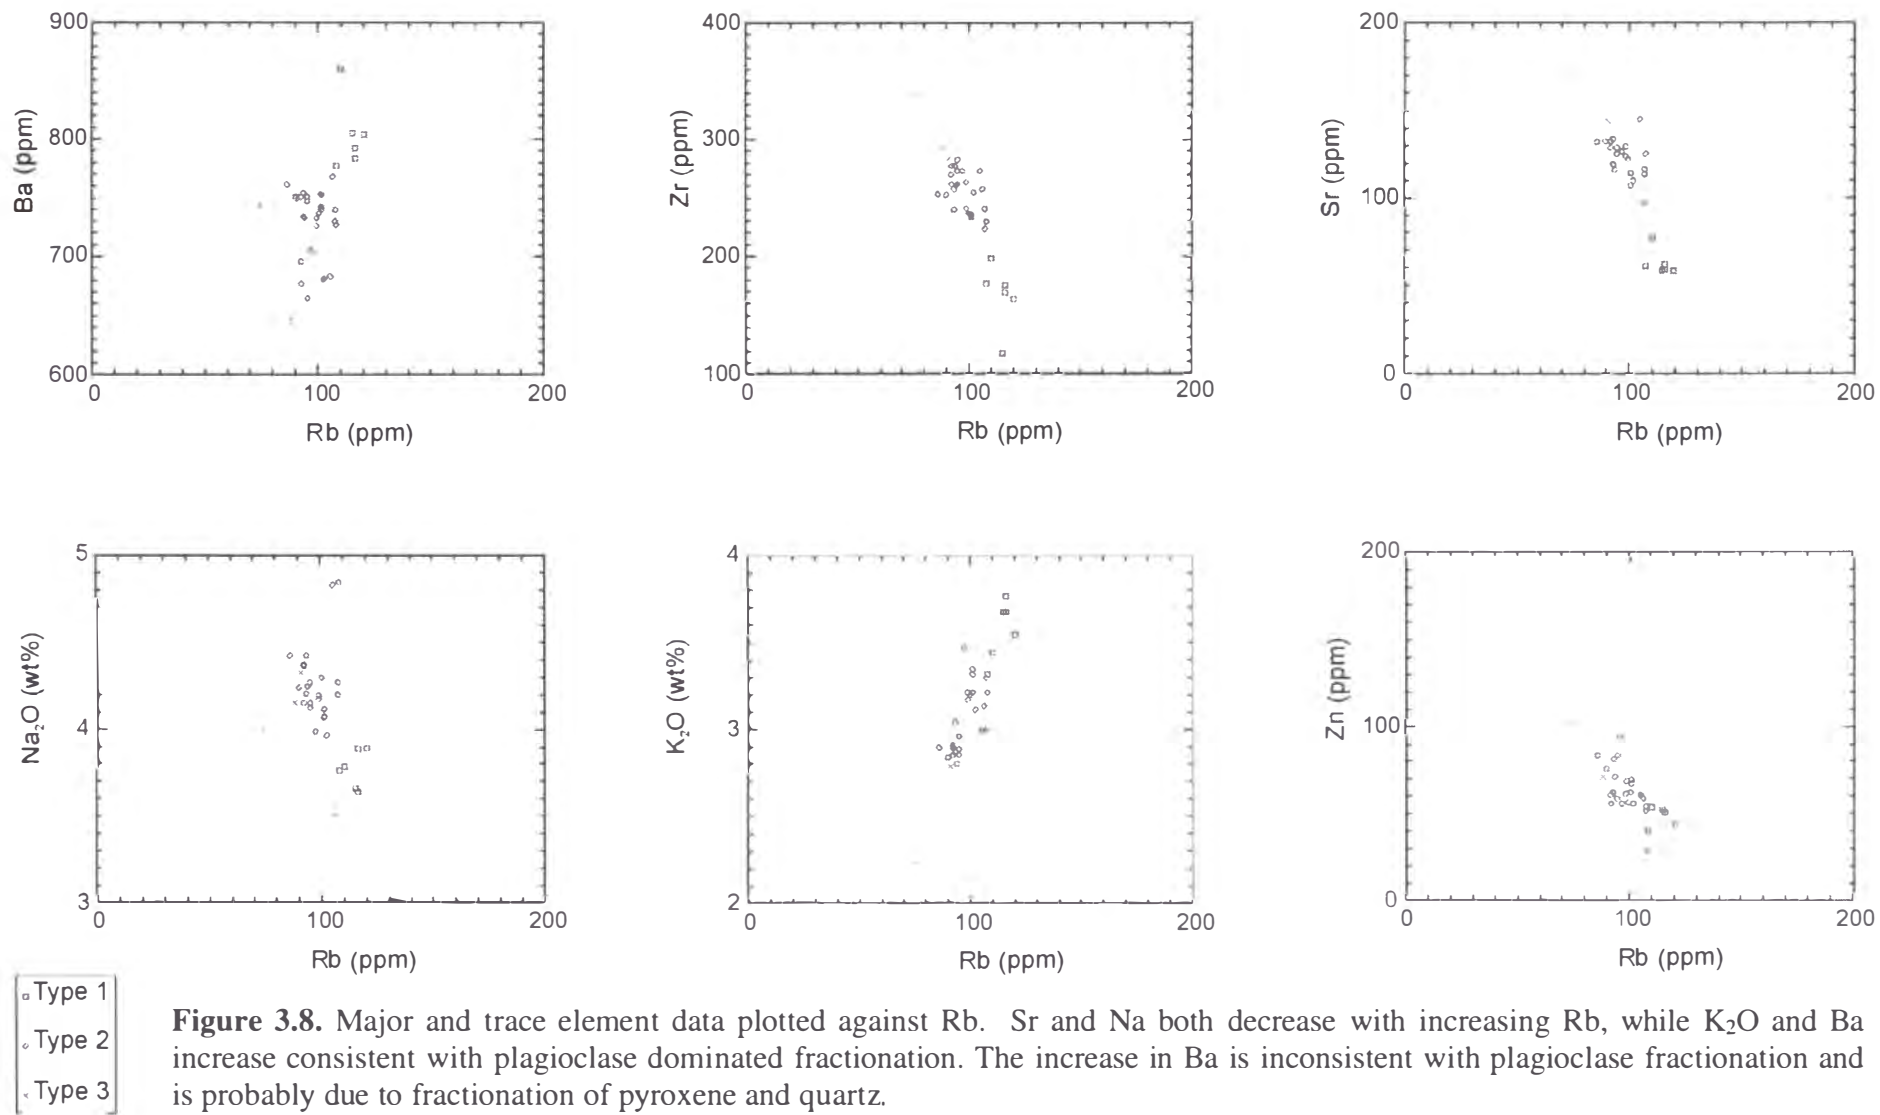 900
800
700
600
Ba (ppm)
0
100
200
Rb (ppm)
400
300
200
100
Zr (ppm)
0
100
200
Rb (ppm)
200
100
0
Sr (ppm)
0
100
200
Rb (ppm)
5
4
3
Na₂O (wt%)
0
100
200
Rb (ppm)
4
3
2
K₂O (wt%)
0
100
200
Rb (ppm)
200
100
0
Zn (ppm)
0
100
200
Rb (ppm)
Type 1
Type 2
Type 3
Figure 3.8. Major and trace element data plotted against Rb. Sr and Na both decrease with increasing Rb, while K₂O and Ba
increase consistent with plagioclase dominated fractionation. The increase in Ba is inconsistent with plagioclase fractionation and
is probably due to fractionation of pyroxene and quartz.